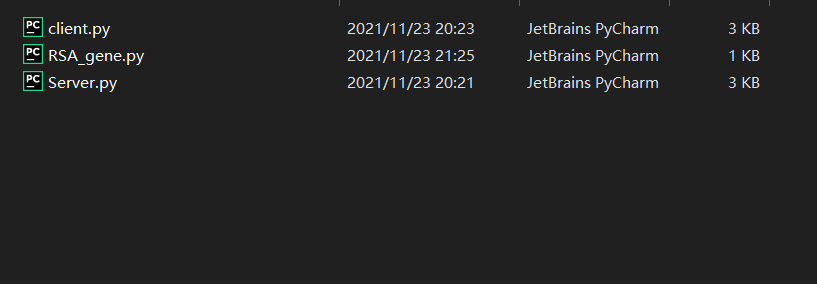 PC client.py 2021/11/23 20:23 JetBrains PyCharm 3 KB
PC RSA_gene.py 2021/11/23 21:25 JetBrains PyCharm 1 KB
PC Server.py 2021/11/23 20:21 JetBrains PyCharm 3 KB